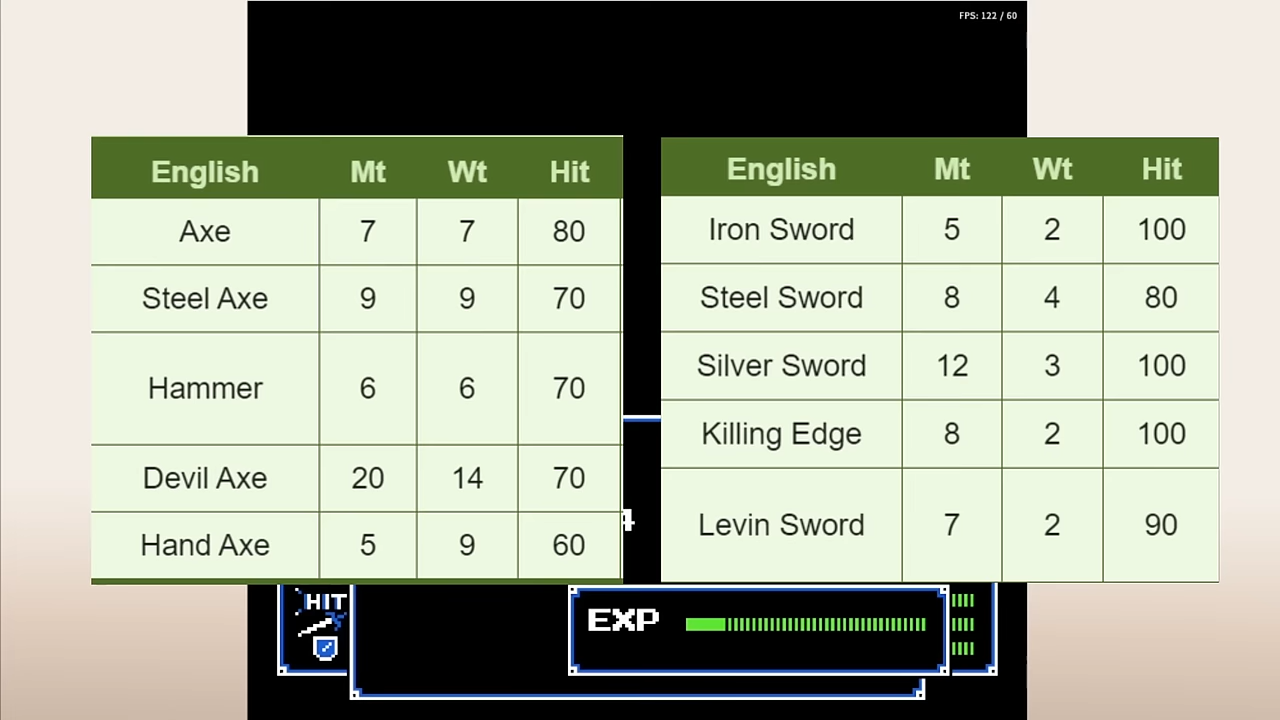 FPS: 122 / 60
English Mt Wt Hit
Axe 7 7 80
Steel Axe 9 9 70
Hammer 6 6 70
Devil Axe 20 14 70
Hand Axe 5 9 60
English Mt Wt Hit
Iron Sword 5 2 100
Steel Sword 8 4 80
Silver Sword 12 3 100
Killing Edge 8 2 100
Levin Sword 7 2 90
4
HIT
EXP